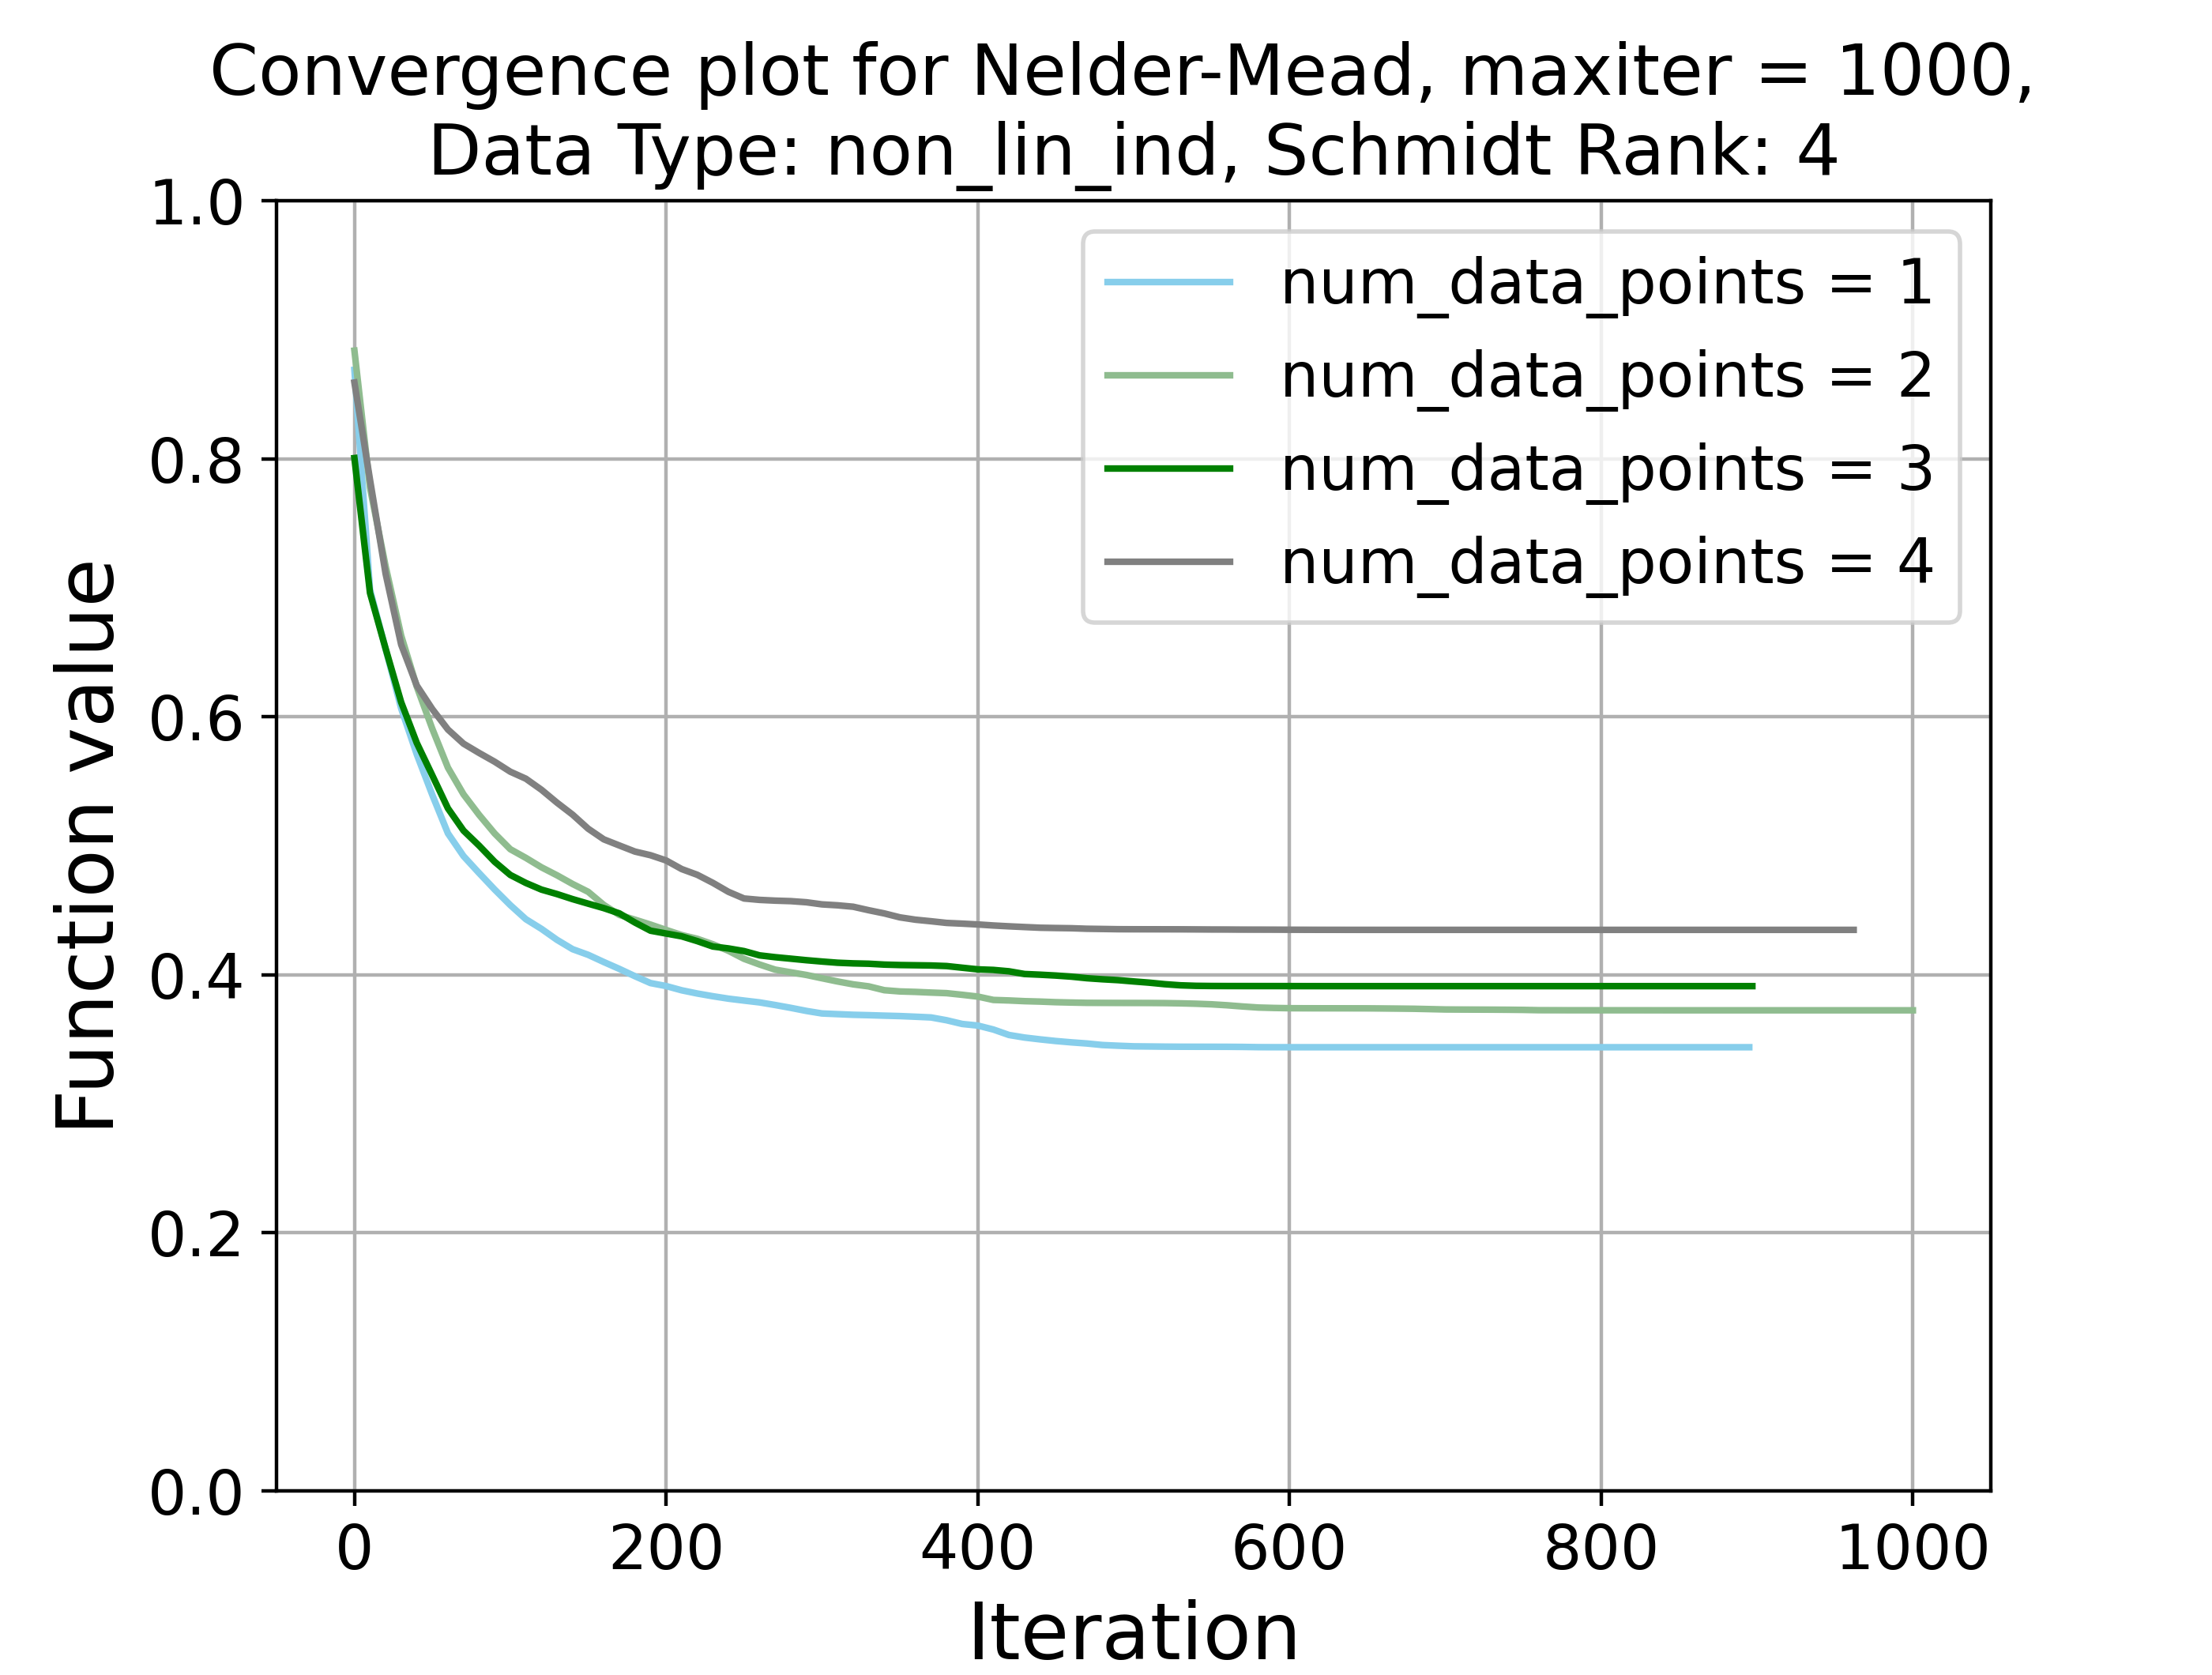 Convergence plot for Nelder-Mead, maxiter = 1000,
Data Type: non_lin_ind, Schmidt Rank: 4
1.0
0.8
0.6
0.4
0.2
0.0
Function value
num_data_points = 1
num_data_points = 2
num_data_points = 3
num_data_points = 4
0 200 400 600 800 1000
Iteration